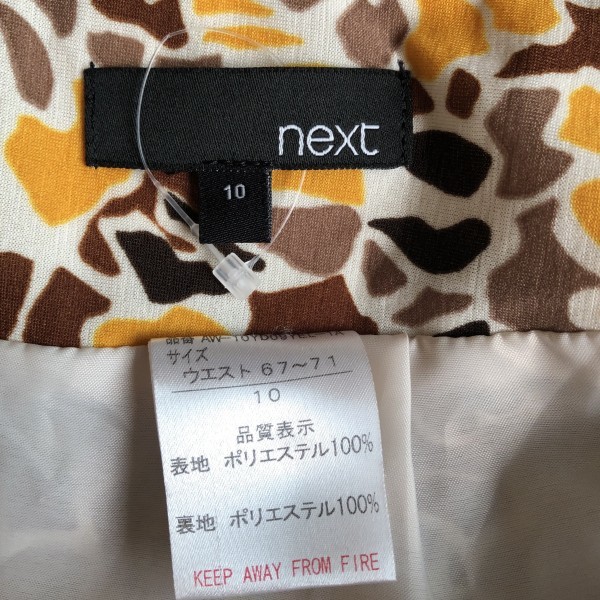 next
10
品番
サイズ
ウエスト 67～71
10
品質表示
表地 ポリエステル100%
裏地 ポリエステル100%
KEEP AWAY FROM FIRE